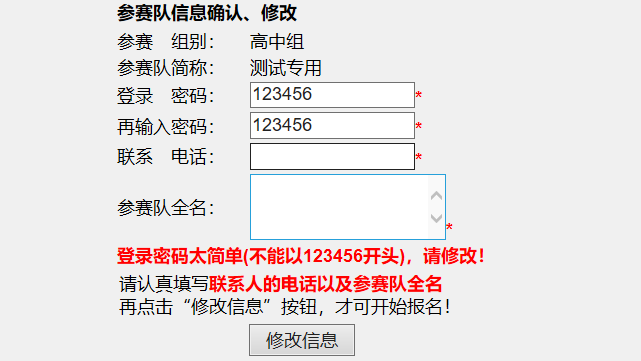 参赛队信息确认、修改
参赛 组别： 高中组
参赛队简称： 测试专用
登录 密码： 123456*
再输入密码： 123456*
联系 电话： *
参赛队全名： *
登录密码太简单(不能以123456开头)，请修改！
请认真填写联系人的电话以及参赛队全名
再点击“修改信息”按钮，才可开始报名！
修改信息